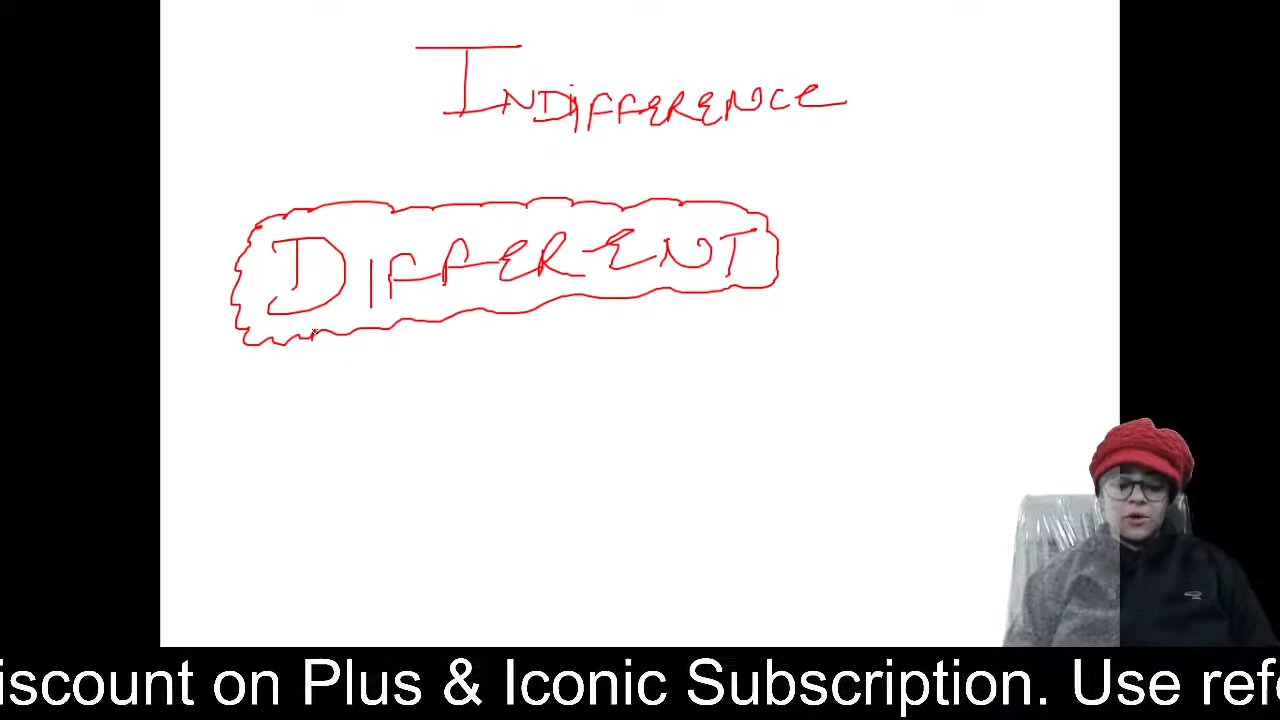 INDIFFERENCE
DIFFERENT
iscount on Plus & Iconic Subscription. Use refe